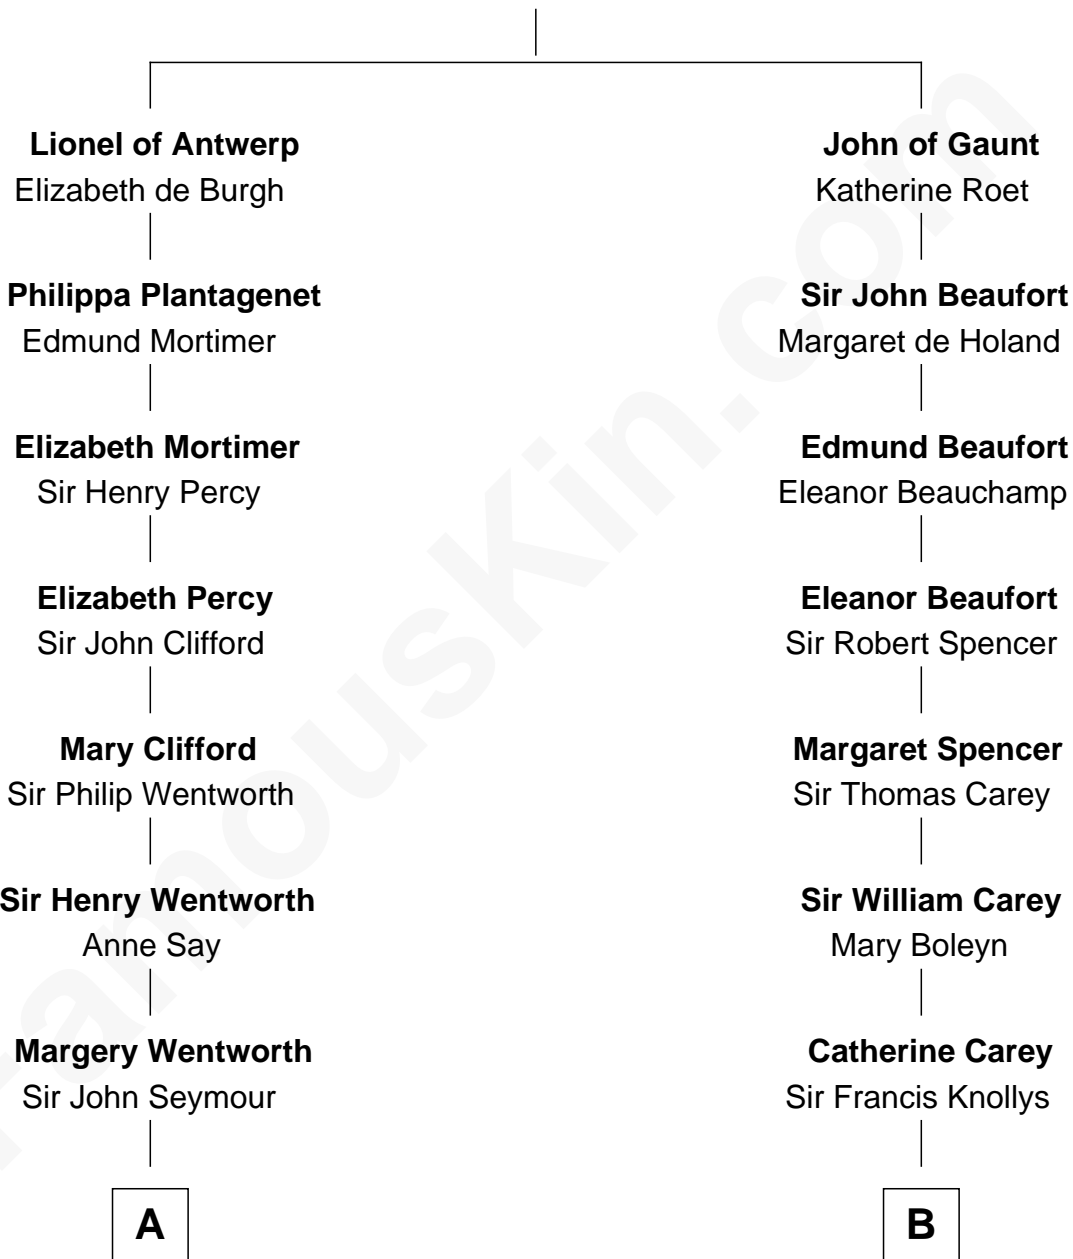 Lionel of Antwerp
Elizabeth de Burgh
Philippa Plantagenet
Edmund Mortimer
Elizabeth Mortimer
Sir Henry Percy
Elizabeth Percy
Sir John Clifford
Mary Clifford
Sir Philip Wentworth
Sir Henry Wentworth
Anne Say
Margery Wentworth
Sir John Seymour
A
John of Gaunt
Katherine Roet
Sir John Beaufort
Margaret de Holand
Edmund Beaufort
Eleanor Beauchamp
Eleanor Beaufort
Sir Robert Spencer
Margaret Spencer
Sir Thomas Carey
Sir William Carey
Mary Boleyn
Catherine Carey
Sir Francis Knollys
B
FamousKin.com